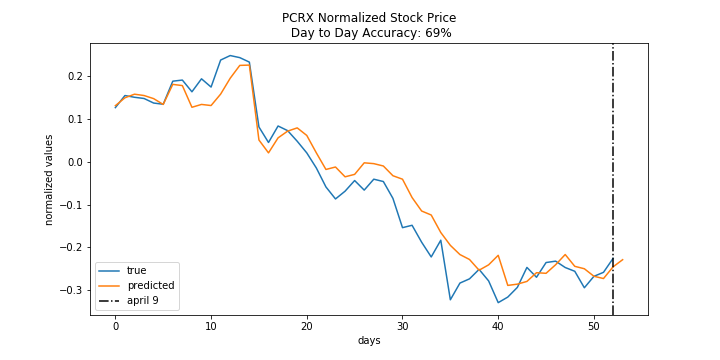 PCRX Normalized Stock Price
Day to Day Accuracy: 69%
normalized values
0.2
0.1
0.0
−0.1
−0.2
−0.3
true
predicted
april 9
0 10 20 30 40 50
days